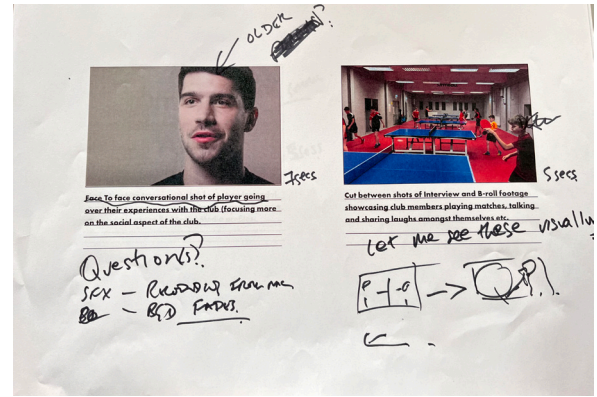 OLDER ?
7secs
Face To face conversational shot of player going
over their experiences with the club (focusing more
on the social aspect of the club.
Questions?
SFX –
– FADES.
5secs
Cut between shots of Interview and B-roll footage
showcasing club members playing matches, talking
and sharing laughs amongst themselves etc.
Let me see these visually